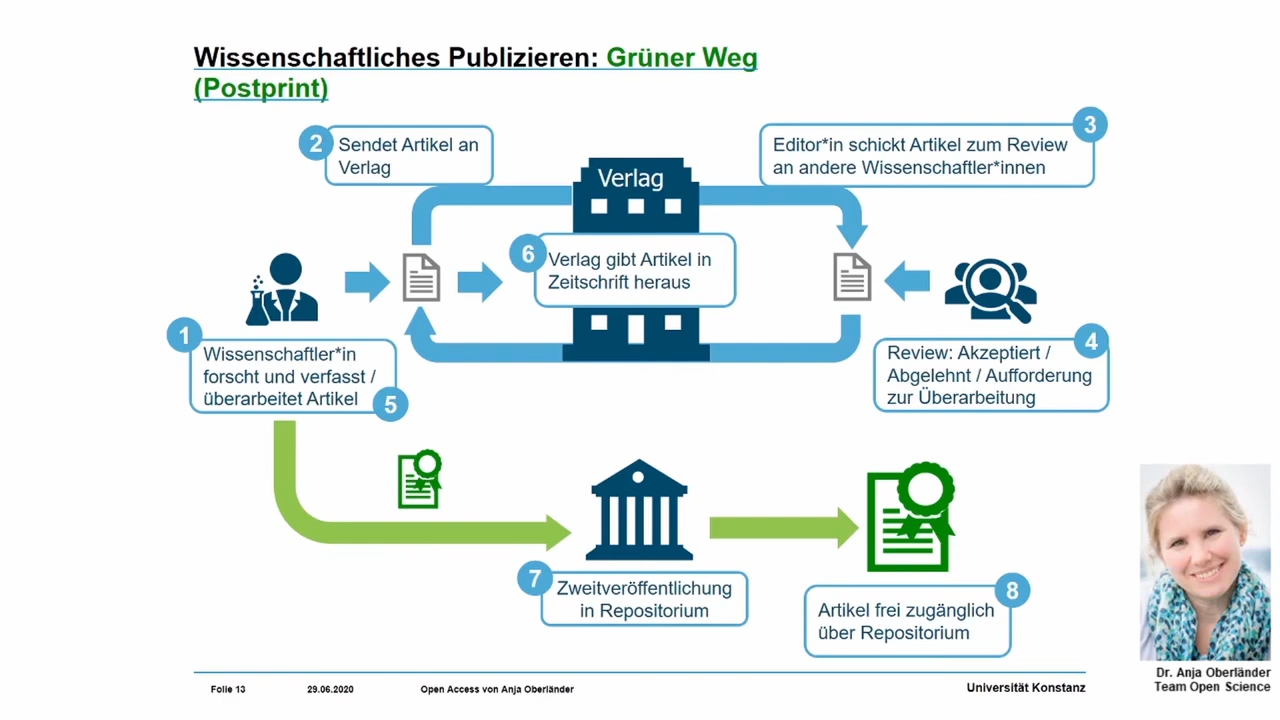 Wissenschaftliches Publizieren: Grüner Weg
(Postprint)
2
Sendet Artikel an
Verlag
3
Editor*in schickt Artikel zum Review
an andere Wissenschaftler*innen
Verlag
6
Verlag gibt Artikel in
Zeitschrift heraus
1
Wissenschaftler*in
forscht und verfasst /
überarbeitet Artikel
5
4
Review: Akzeptiert /
Abgelehnt / Aufforderung
zur Überarbeitung
7
Zweitveröffentlichung
in Repositorium
8
Artikel frei zugänglich
über Repositorium
Dr. Anja Oberländer
Team Open Science
Folie 13
29.06.2020
Open Access von Anja Oberländer
Universität Konstanz